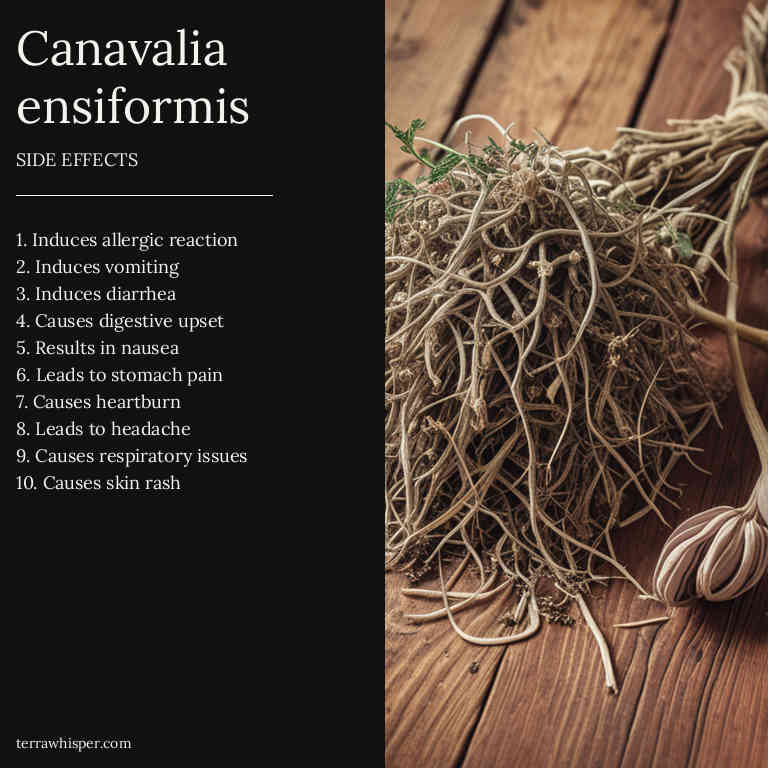 Canavalia
ensiformis
SIDE EFFECTS
1. Induces allergic reaction
2. Induces vomiting
3. Induces diarrhea
4. Causes digestive upset
5. Results in nausea
6. Leads to stomach pain
7. Causes heartburn
8. Leads to headache
9. Causes respiratory issues
10. Causes skin rash
terrawhisper.com